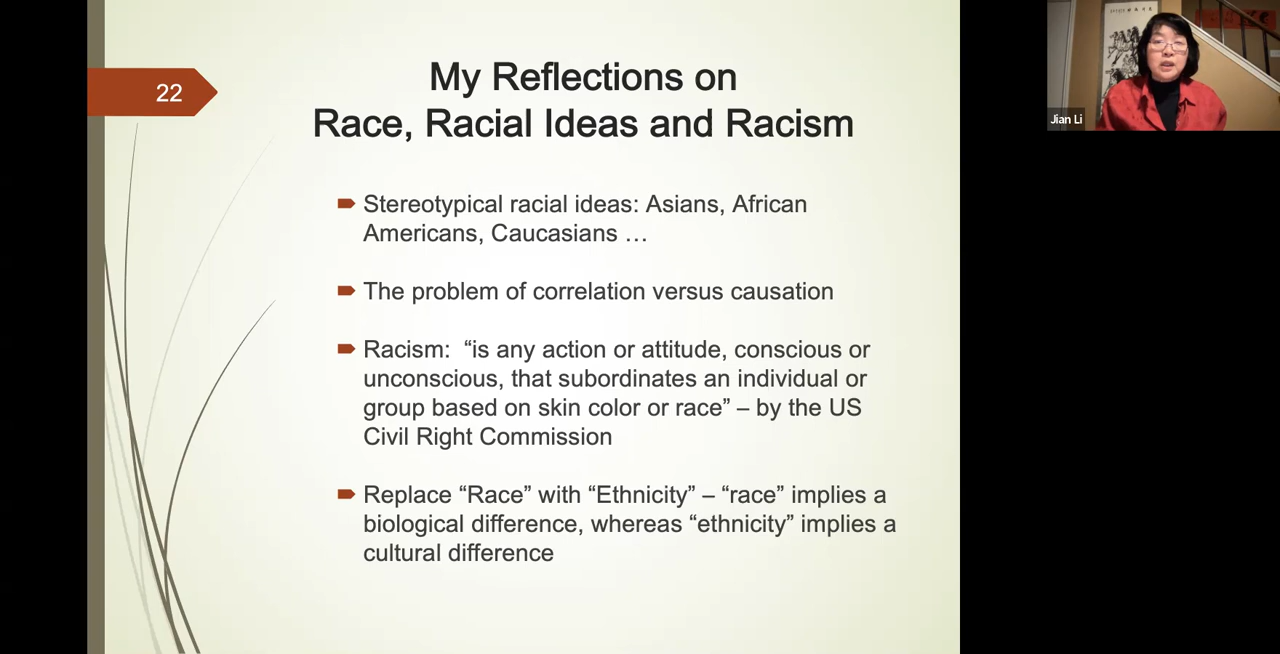 22
My Reflections on
Race, Racial Ideas and Racism
Stereotypical racial ideas: Asians, African
Americans, Caucasians …
The problem of correlation versus causation
Racism:  “is any action or attitude, conscious or
unconscious, that subordinates an individual or
group based on skin color or race” – by the US
Civil Right Commission
Replace “Race” with “Ethnicity” – “race” implies a
biological difference, whereas “ethnicity” implies a
cultural difference
Jian Li